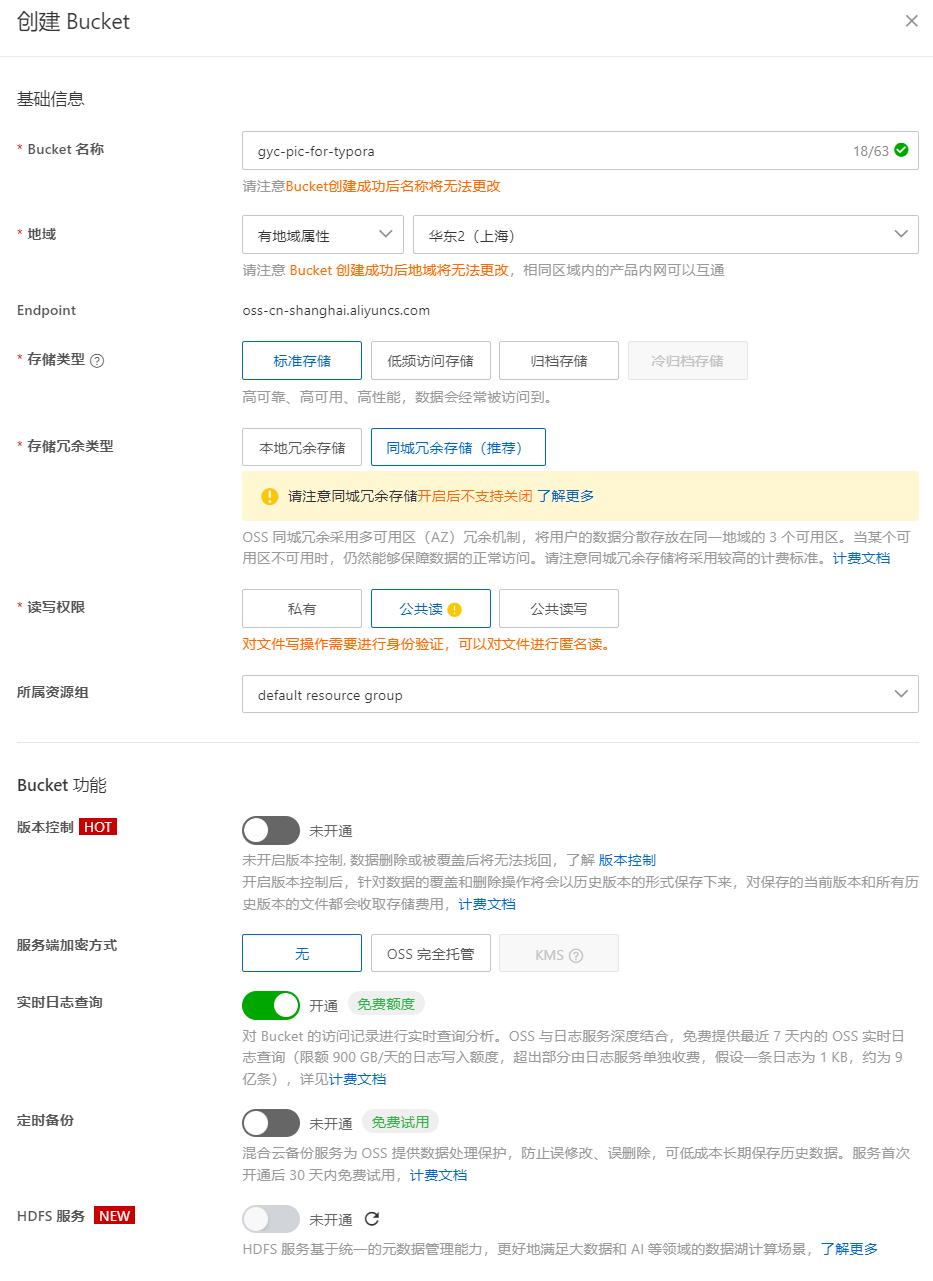 创建 Bucket
基础信息
* Bucket 名称
gyc-pic-for-typora
18/63
请注意Bucket创建成功后名称将无法更改
* 地域
有地域属性
华东2（上海）
请注意 Bucket 创建成功后地域将无法更改，相同区域内的产品内网可以互通
Endpoint
oss-cn-shanghai.aliyuncs.com
* 存储类型
标准存储
低频访问存储
归档存储
冷归档存储
高可靠、高可用、高性能，数据会经常被访问到。
* 存储冗余类型
本地冗余存储
同城冗余存储（推荐）
请注意同城冗余存储开启后不支持关闭 了解更多
OSS 同城冗余采用多可用区（AZ）冗余机制，将用户的数据分散存放在同一地域的 3 个可用区。当某个可
用区不可用时，仍然能够保障数据的正常访问。请注意同城冗余存储将采用较高的计费标准。计费文档
* 读写权限
私有
公共读
公共读写
对文件写操作需要进行身份验证，可以对文件进行匿名读。
所属资源组
default resource group
Bucket 功能
版本控制 HOT
未开通
未开启版本控制, 数据删除或被覆盖后将无法找回，了解 版本控制
开启版本控制后，针对数据的覆盖和删除操作将会以历史版本的形式保存下来，对保存的当前版本和所有历
史版本的文件都会收取存储费用，计费文档
服务端加密方式
无
OSS 完全托管
KMS
实时日志查询
开通 免费额度
对 Bucket 的访问记录进行实时查询分析。OSS 与日志服务深度结合，免费提供最近 7 天内的 OSS 实时日
志查询（限额 900 GB/天的日志写入额度，超出部分由日志服务单独收费，假设一条日志为 1 KB，约为 9
亿条），详见计费文档
定时备份
未开通 免费试用
混合云备份服务为 OSS 提供数据处理保护，防止误修改、误删除，可低成本长期保存历史数据。服务首次
开通后 30 天内免费试用，计费文档
HDFS 服务 NEW
未开通
HDFS 服务基于统一的元数据管理能力，更好地满足大数据和 AI 等领域的数据湖计算场景，了解更多